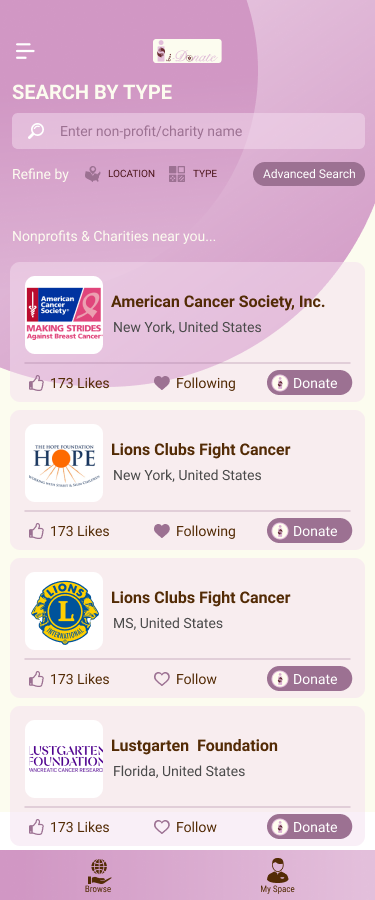 i Donate
SEARCH BY TYPE
Enter non-profit/charity name
Refine by LOCATION TYPE Advanced Search
Nonprofits & Charities near you...
American
Cancer
Society®
MAKING STRIDES
Against Breast Cancer™
American Cancer Society, Inc.
New York, United States
173 Likes Following Donate
THE HOPE FOUNDATION
HOPE
Lions Clubs Fight Cancer
New York, United States
173 Likes Following Donate
LIONS
L
INTERNATIONAL
Lions Clubs Fight Cancer
MS, United States
173 Likes Follow Donate
LUSTGARTEN
FOUNDATION
PANCREATIC CANCER RESEARC
Lustgarten Foundation
Florida, United States
173 Likes Follow Donate
Browse My Space